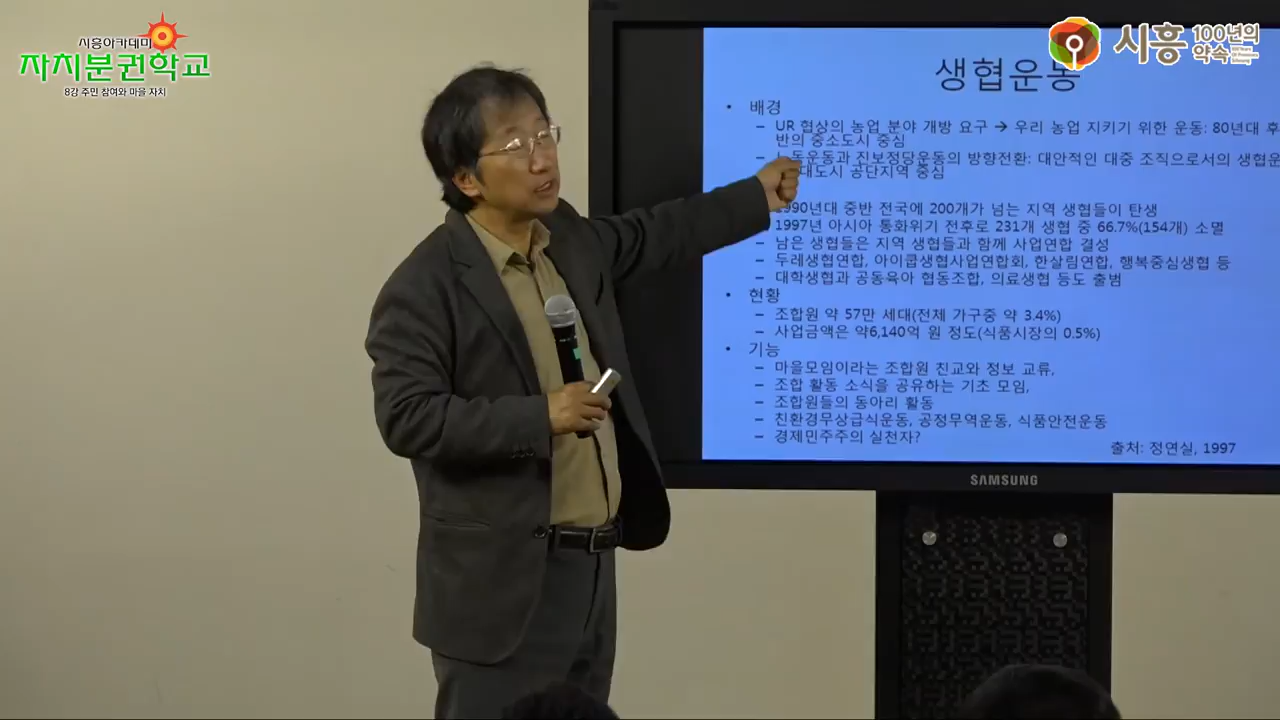 시흥아카데미
자치분권학교
8강 주민 참여와 마을 자치
시흥 100년의
약속
생협운동
• 배경
– UR 협상의 농업 분야 개방 요구 → 우리 농업 지키기 위한 운동: 80년대 후
반의 중소도시 중심
– 노동운동과 진보정당운동의 방향전환: 대안적인 대중 조직으로서의 생협운
대도시 공단지역 중심
1990년대 중반 전국에 200개가 넘는 지역 생협들이 탄생
1997년 아시아 통화위기 전후로 231개 생협 중 66.7%(154개) 소멸
– 남은 생협들은 지역 생협들과 함께 사업연합 결성
– 두레생협연합, 아이쿱생협사업연합회, 한살림연합, 행복중심생협 등
– 대학생협과 공동육아 협동조합, 의료생협 등도 출범
• 현황
– 조합원 약 57만 세대(전체 가구중 약 3.4%)
– 사업금액은 약6,140억 원 정도(식품시장의 0.5%)
• 기능
– 마을모임이라는 조합원 친교와 정보 교류,
– 조합 활동 소식을 공유하는 기초 모임,
– 조합원들의 동아리 활동
– 친환경무상급식운동, 공정무역운동, 식품안전운동
– 경제민주주의 실천자?
출처: 정연실, 1997
SAMSUNG